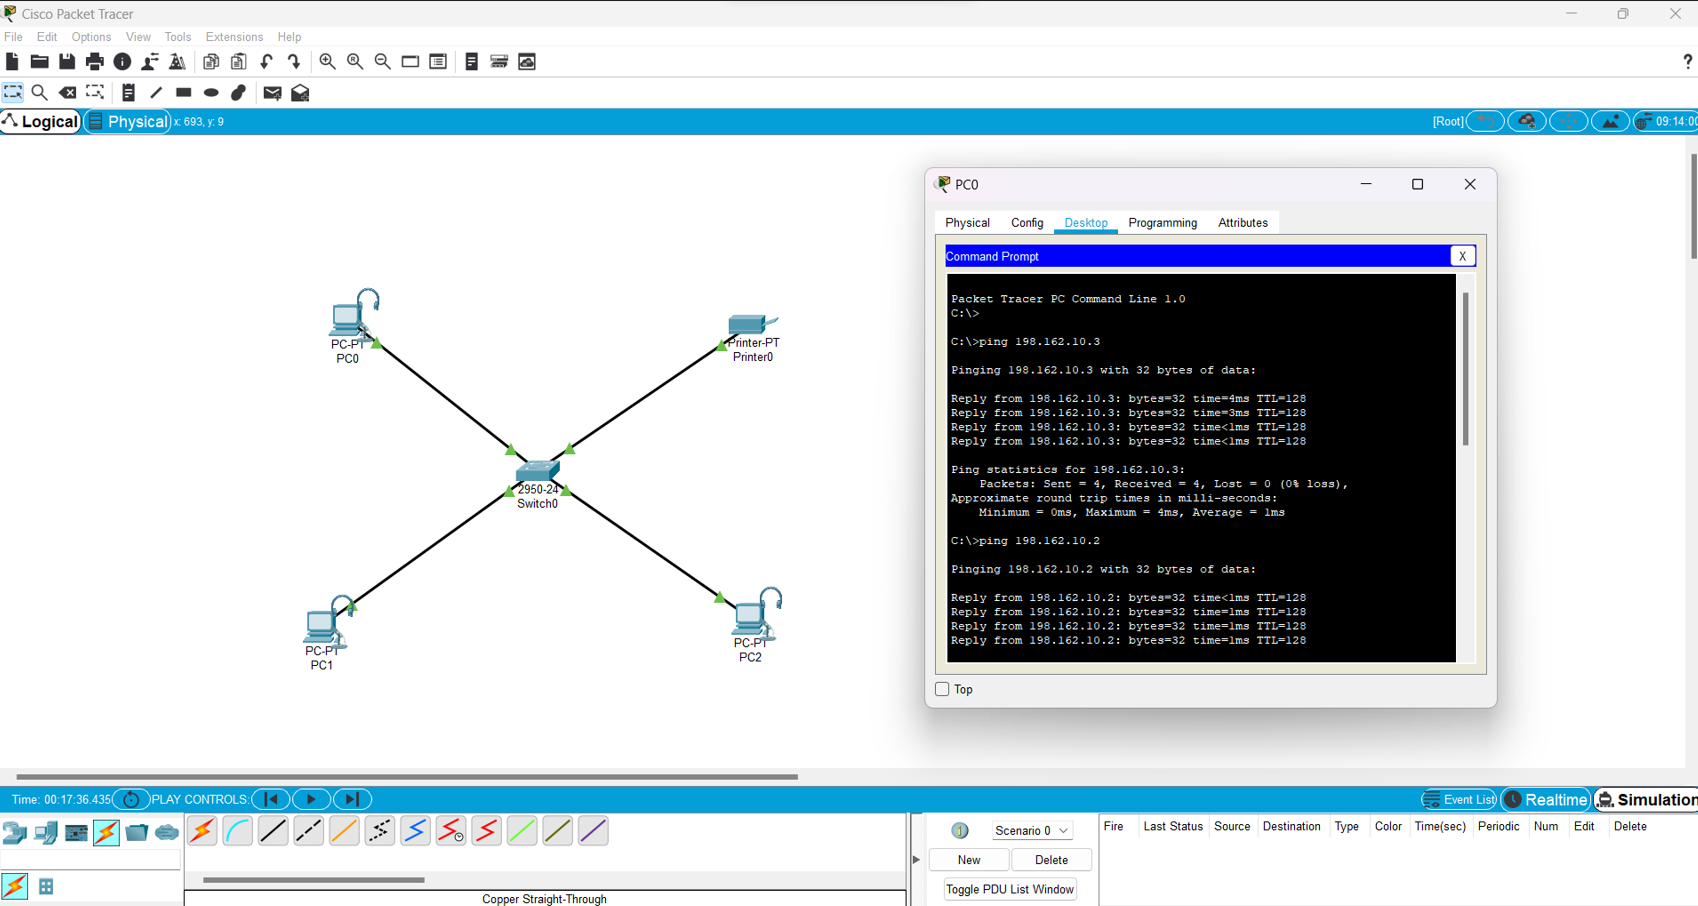 Cisco Packet Tracer
File Edit Options View Tools Extensions Help
?
Logical Physical x: 693, y: 9 [Root] 09:14:00
PC0
Physical Config Desktop Programming Attributes
Command Prompt X
Packet Tracer PC Command Line 1.0
C:\>
C:\>ping 198.162.10.3
Pinging 198.162.10.3 with 32 bytes of data:
Reply from 198.162.10.3: bytes=32 time=4ms TTL=128
Reply from 198.162.10.3: bytes=32 time=3ms TTL=128
Reply from 198.162.10.3: bytes=32 time<1ms TTL=128
Reply from 198.162.10.3: bytes=32 time<1ms TTL=128
Ping statistics for 198.162.10.3:
Packets: Sent = 4, Received = 4, Lost = 0 (0% loss),
Approximate round trip times in milli-seconds:
Minimum = 0ms, Maximum = 4ms, Average = 1ms
C:\>ping 198.162.10.2
Pinging 198.162.10.2 with 32 bytes of data:
Reply from 198.162.10.2: bytes=32 time<1ms TTL=128
Reply from 198.162.10.2: bytes=32 time=1ms TTL=128
Reply from 198.162.10.2: bytes=32 time=1ms TTL=128
Reply from 198.162.10.2: bytes=32 time=1ms TTL=128
Top
PC-PT
PC0
Printer-PT
Printer0
2950-24
Switch0
PC-PT
PC1
PC-PT
PC2
Time: 00:17:36.435 PLAY CONTROLS: Event List Realtime Simulation
Scenario 0
New Delete
Toggle PDU List Window
Fire Last Status Source Destination Type Color Time(sec) Periodic Num Edit Delete
Copper Straight-Through